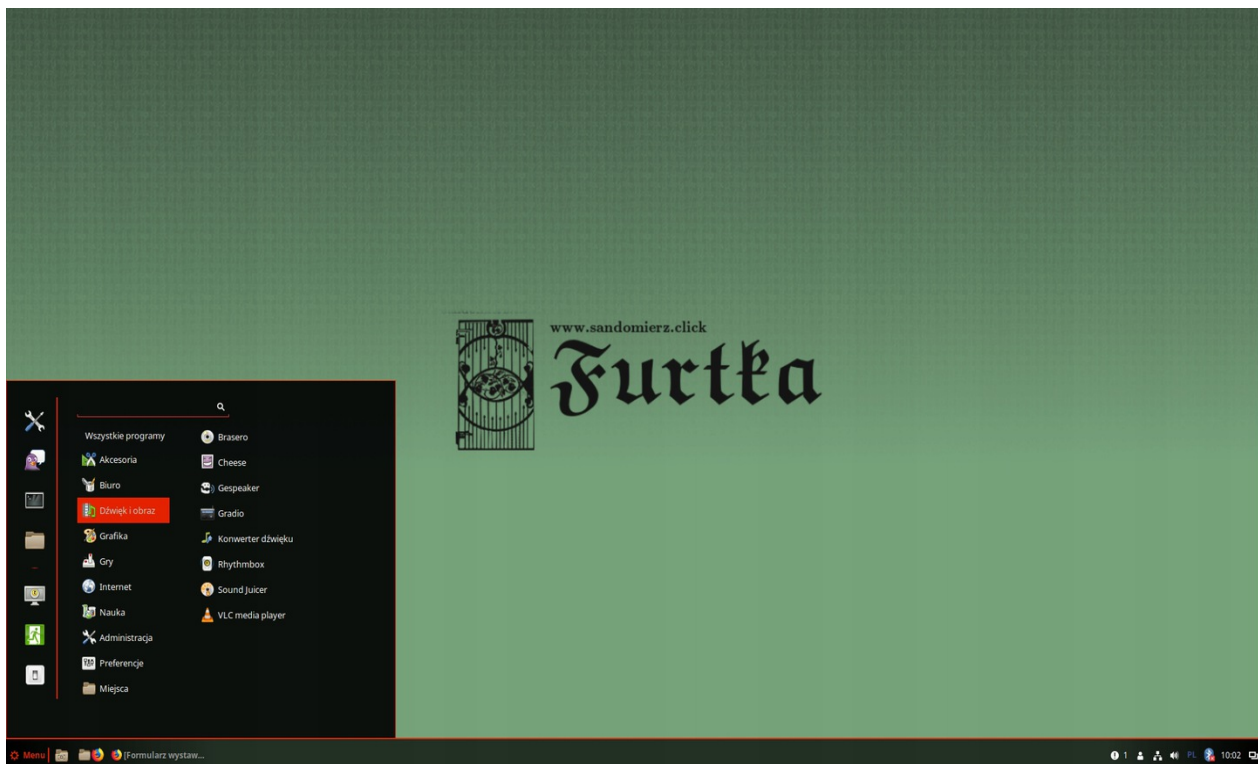 www.sandomierz.click
Furtka
Wszystkie programy
Akcesoria
Biuro
Dźwięk i obraz
Grafika
Gry
Internet
Nauka
Administracja
Preferencje
Miejsca
Brasero
Cheese
Gespeaker
Gradio
Konwerter dźwięku
Rhythmbox
Sound Juicer
VLC media player
Menu
[Formularz wystaw...
1
PL
10:02